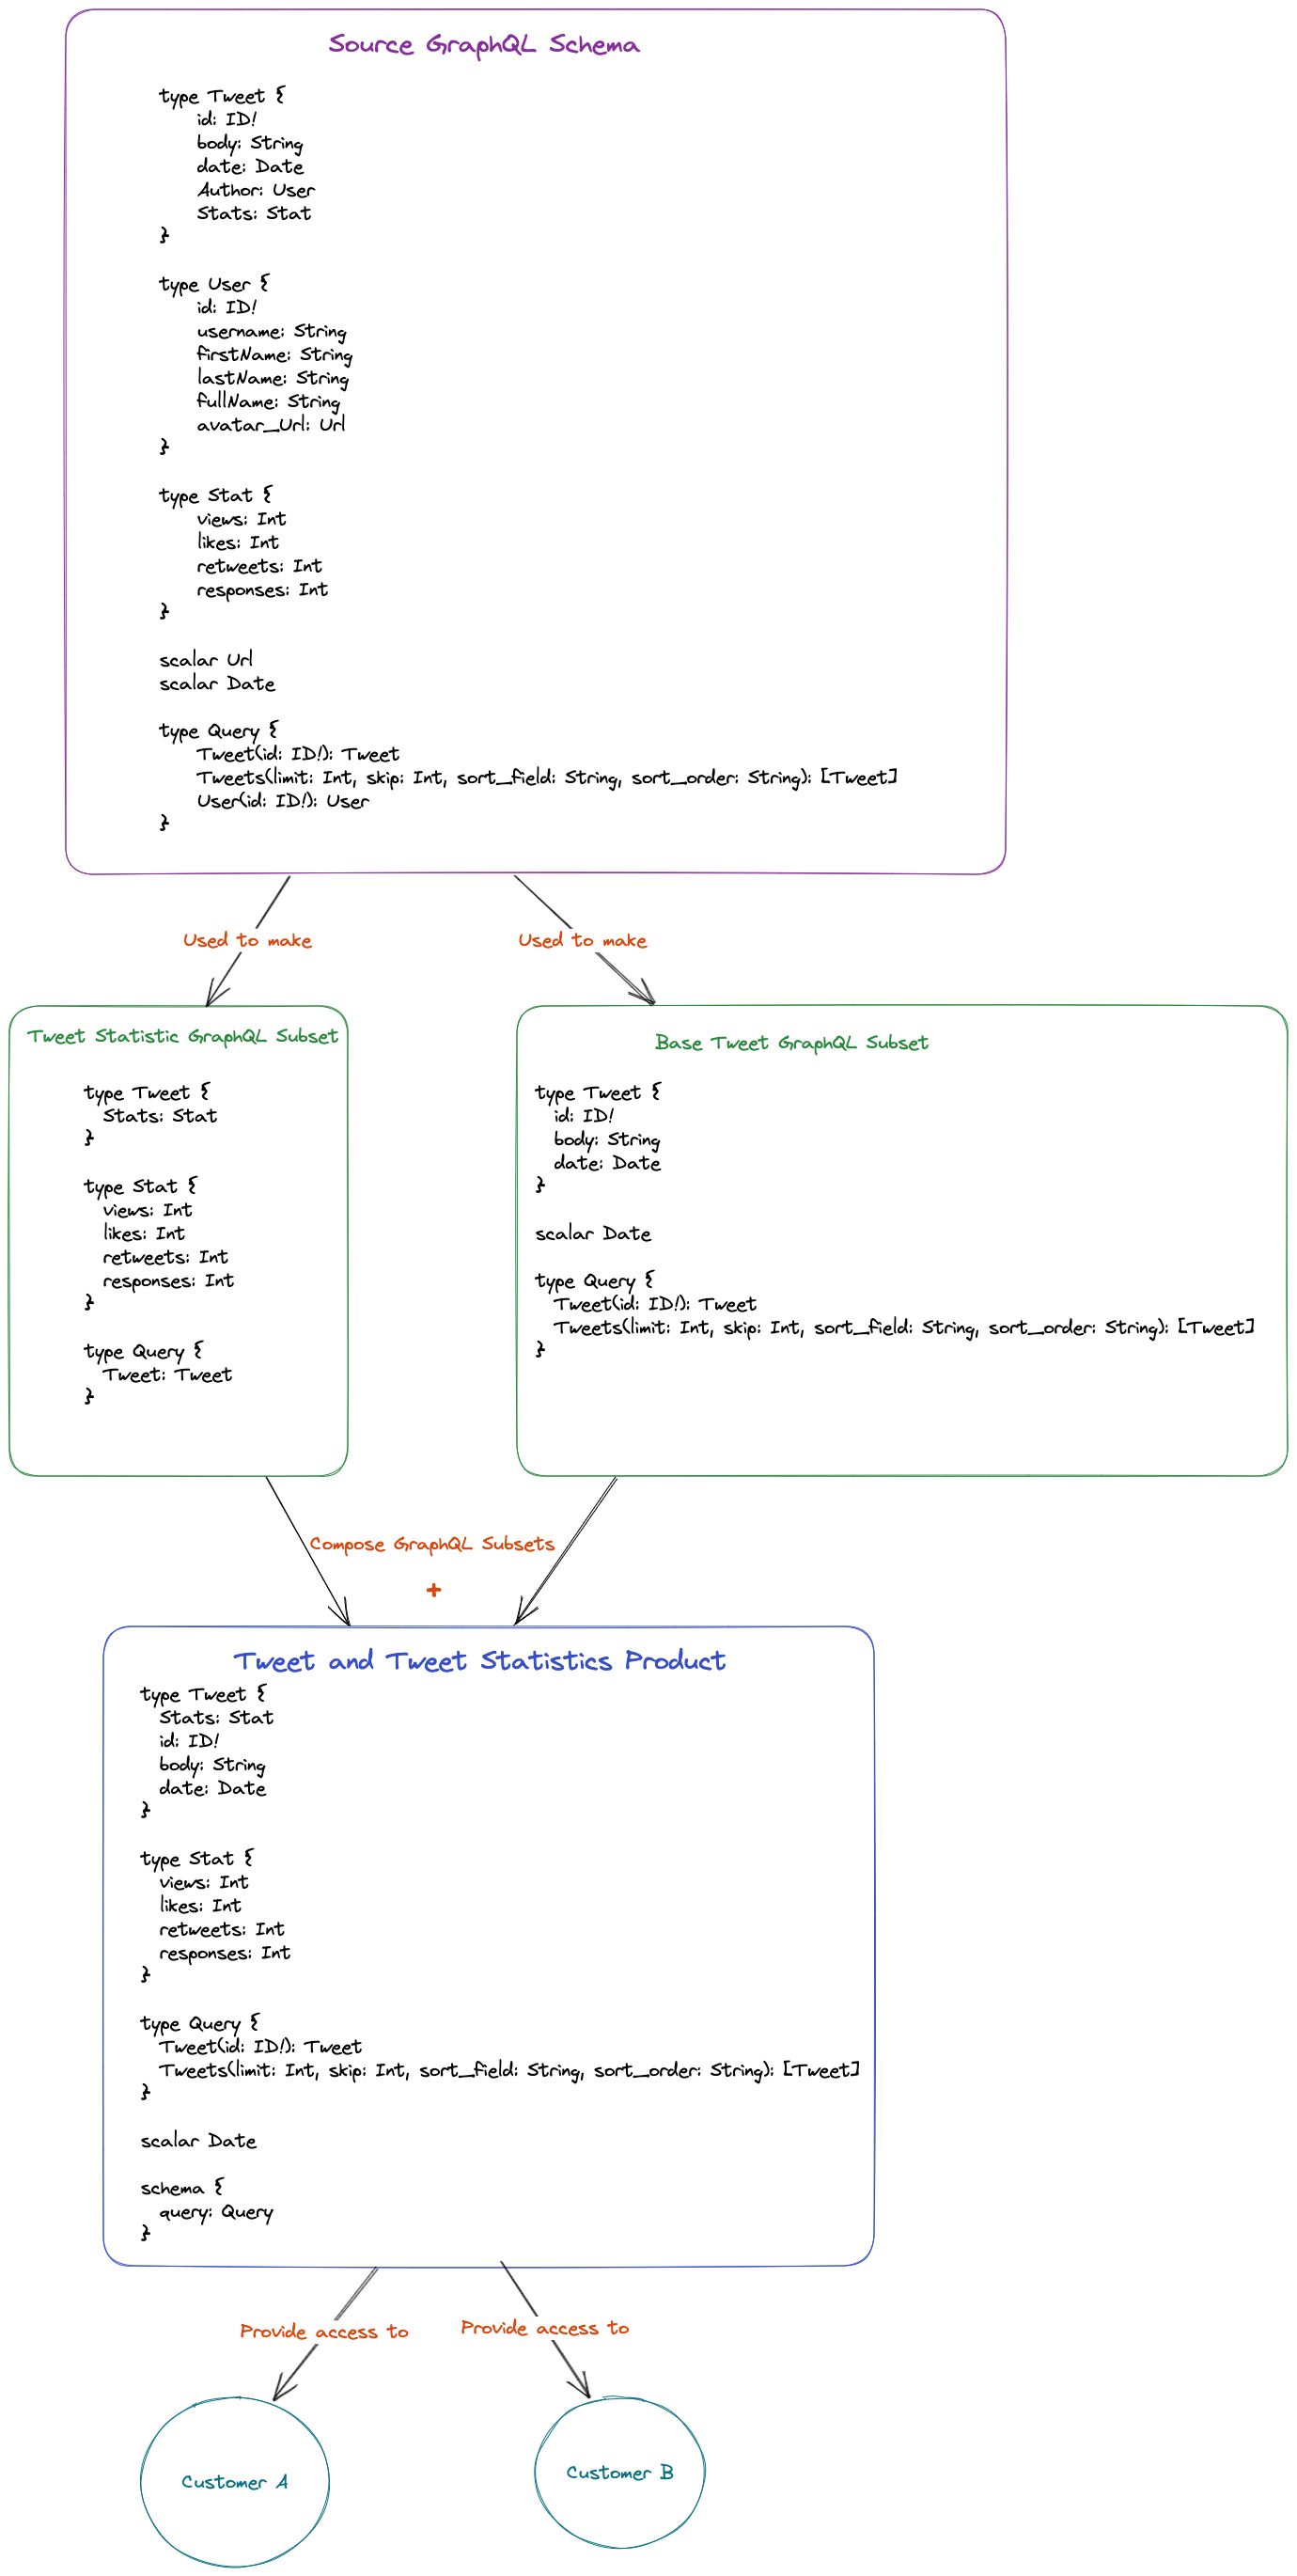 Source GraphQL Schema
type Tweet {
id: ID!
body: String
date: Date
Author: User
Stats: Stat
}
type User {
id: ID!
username: String
firstName: String
lastName: String
fullName: String
avatar_Url: Url
}
type Stat {
views: Int
likes: Int
retweets: Int
responses: Int
}
scalar Url
scalar Date
type Query {
Tweet(id: ID!): Tweet
Tweets(limit: Int, skip: Int, sort_field: String, sort_order: String): [Tweet]
User(id: ID!): User
}
Used to make
Used to make
Tweet Statistic GraphQL Subset
type Tweet {
Stats: Stat
}
type Stat {
views: Int
likes: Int
retweets: Int
responses: Int
}
type Query {
Tweet: Tweet
}
Base Tweet GraphQL Subset
type Tweet {
id: ID!
body: String
date: Date
}
scalar Date
type Query {
Tweet(id: ID!): Tweet
Tweets(limit: Int, skip: Int, sort_field: String, sort_order: String): [Tweet]
}
Compose GraphQL Subsets
+
Tweet and Tweet Statistics Product
type Tweet {
Stats: Stat
id: ID!
body: String
date: Date
}
type Stat {
views: Int
likes: Int
retweets: Int
responses: Int
}
type Query {
Tweet(id: ID!): Tweet
Tweets(limit: Int, skip: Int, sort_field: String, sort_order: String): [Tweet]
}
scalar Date
schema {
query: Query
}
Provide access to
Provide access to
Customer A
Customer B